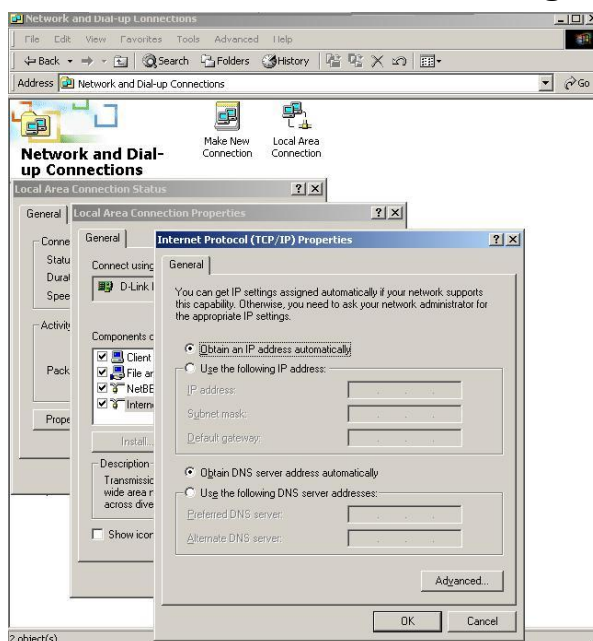 Network and Dial-up Connections
File Edit View Favorites Tools Advanced Help
Back Search Folders History
Address Network and Dial-up Connections Go
Network and Dial-
up Connections
Make New
Connection
Local Area
Connection
Local Area Connection Status
General
Conne
Statu
Durat
Spee
Activit
Pack
Prope
Local Area Connection Properties
General
Connect using
D-Link
Components c
Client
File ar
NetBE
Interne
Install...
Description
Transmissic
wide area r
across dive
Show icor
Internet Protocol (TCP/IP) Properties
General
You can get IP settings assigned automatically if your network supports
this capability. Otherwise, you need to ask your network administrator for
the appropriate IP settings.
Obtain an IP address automatically
Use the following IP address:
IP address:
Subnet mask:
Default gateway:
Obtain DNS server address automatically
Use the following DNS server addresses:
Preferred DNS server:
Alternate DNS server:
Advanced...
OK Cancel
2 object(s)